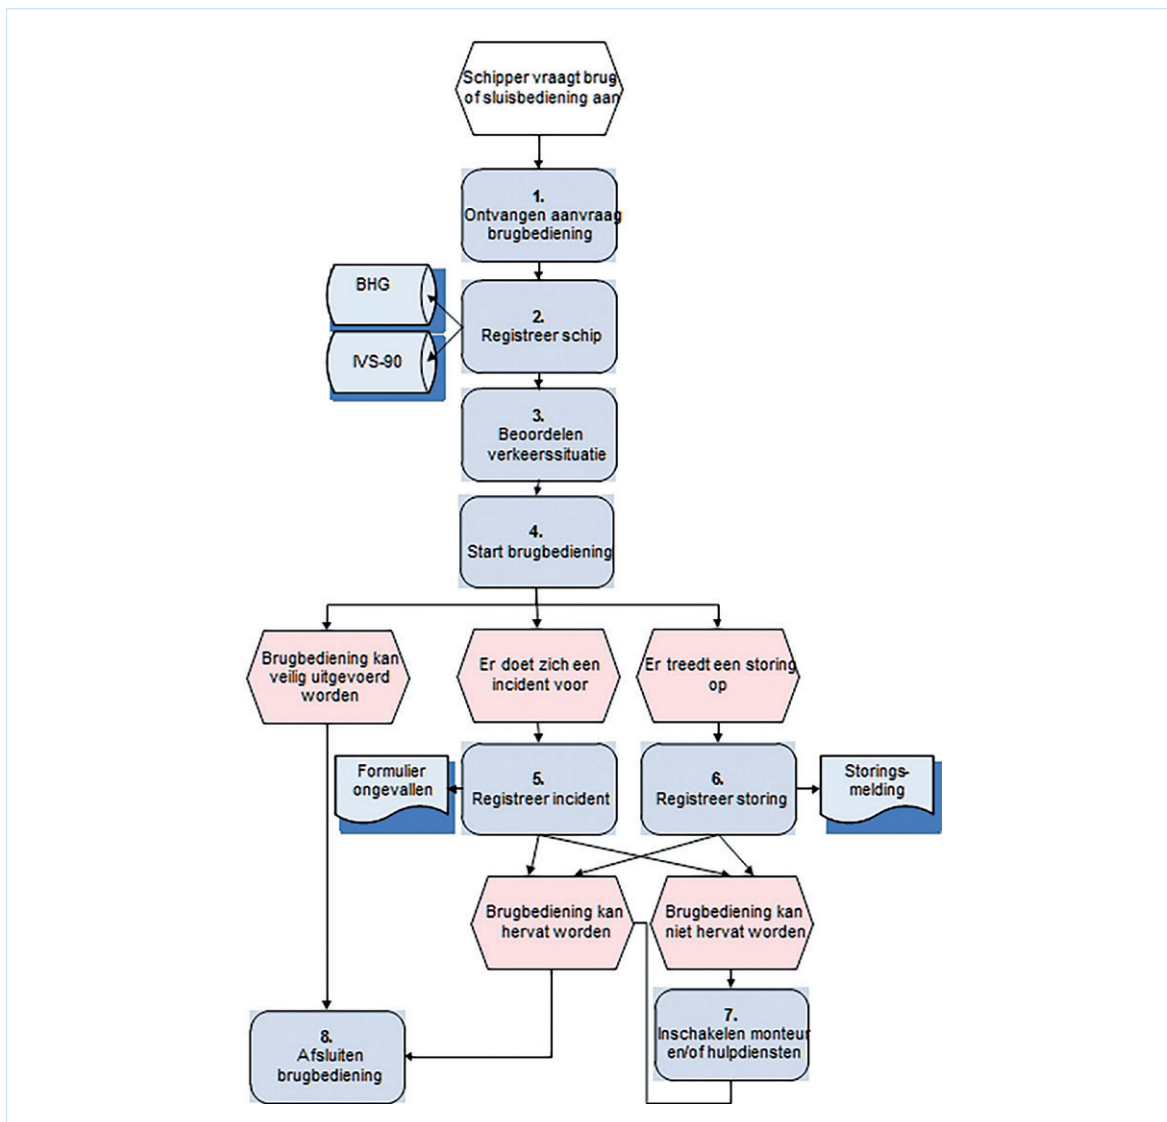 Schipper vraagt brug
of sluisbediening aan
1.
Ontvangen aanvraag
brugbediening
BHG
2.
Registreer schip
IVS-90
3.
Beoordelen
verkeerssituatie
4.
Start brugbediening
Brugbediening kan
veilig uitgevoerd
worden
Er doet zich een
incident voor
Er treedt een storing
op
Formulier
ongevallen
5.
Registreer incident
6.
Registreer storing
Storings-
melding
Brugbediening kan
hervat worden
Brugbediening kan
niet hervat worden
7.
Inschakelen monteur
en/of hulpdiensten
8.
Afsluiten
brugbediening